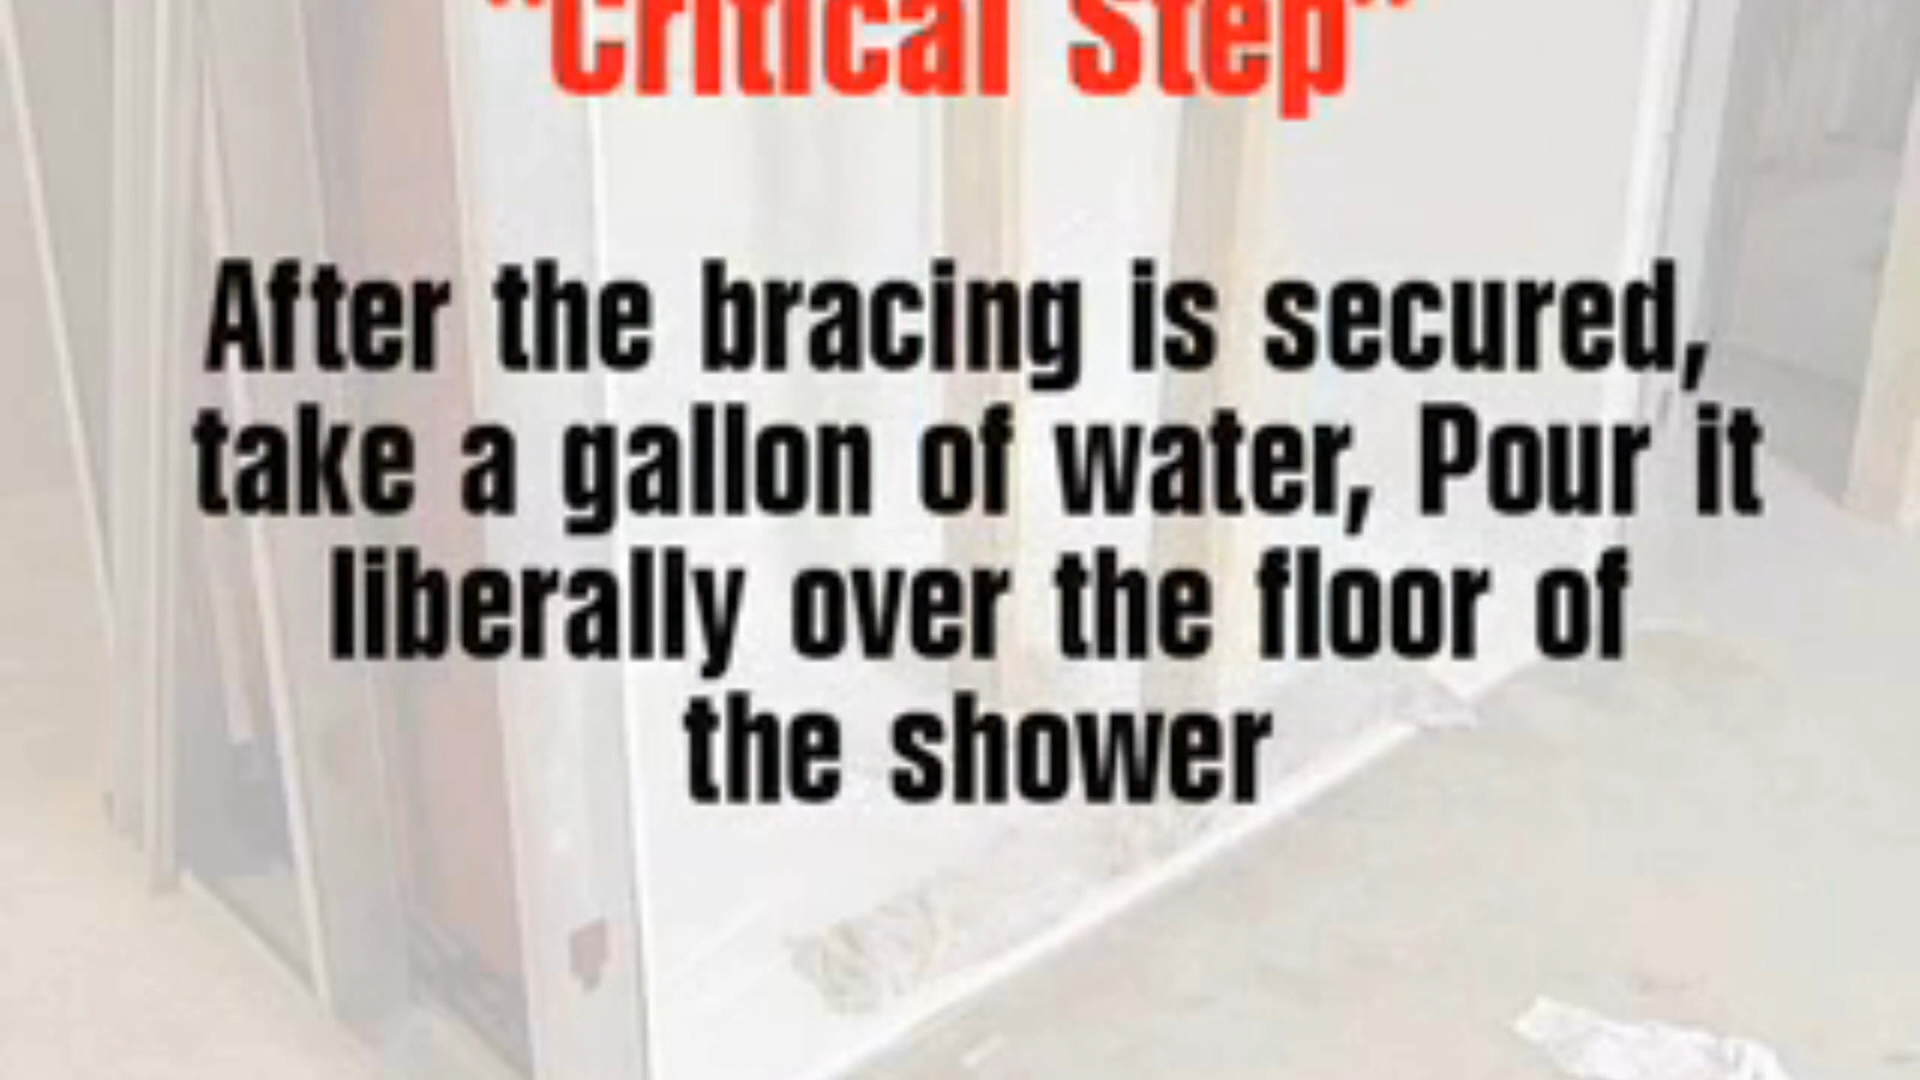 "Critical Step"
After the bracing is secured,
take a gallon of water, Pour it
liberally over the floor of
the shower